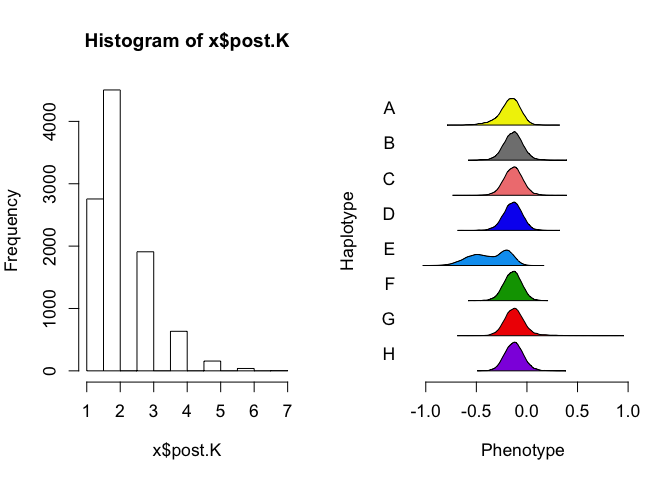 Histogram of x$post.K
Frequency
4000
3000
2000
1000
0
1 2 3 4 5 6 7
x$post.K
Haplotype
A
B
C
D
E
F
G
H
-1.0 -0.5 0.0 0.5 1.0
Phenotype